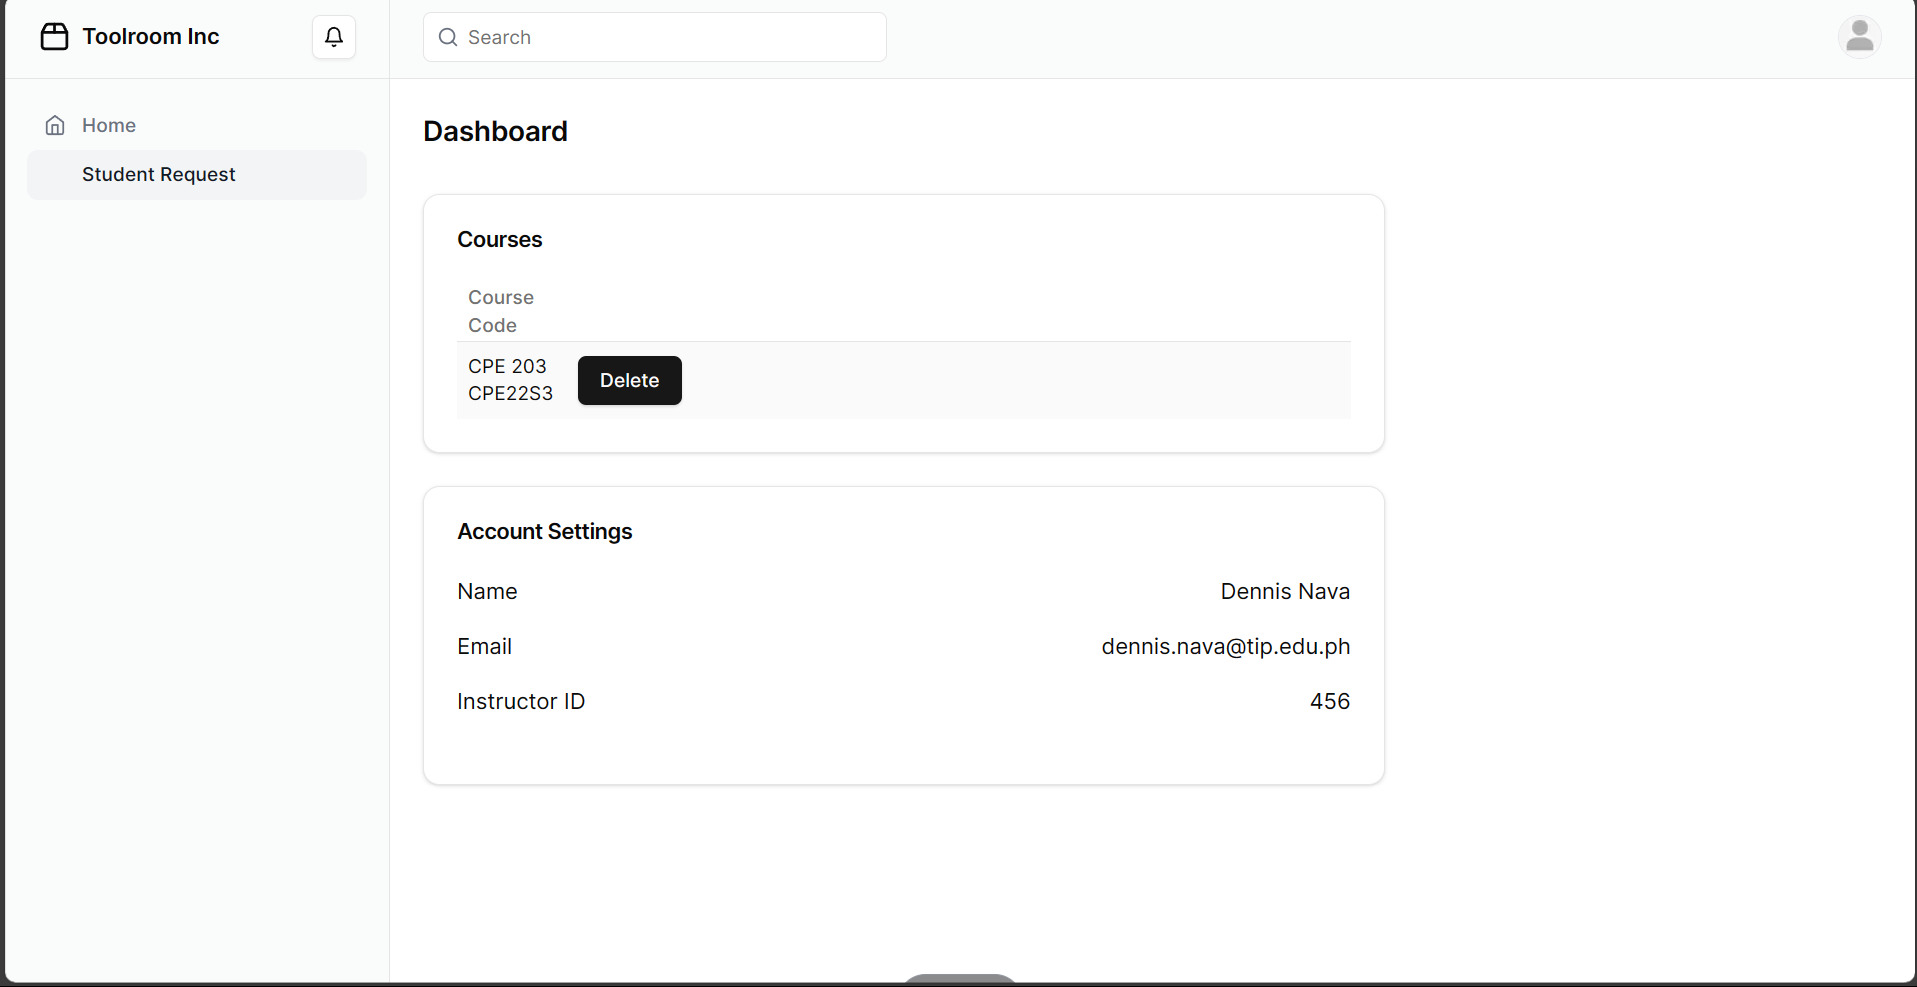 Toolroom Inc
Search
Home
Student Request
Dashboard
Courses
Course
Code
CPE 203
CPE22S3
Delete
Account Settings
Name
Dennis Nava
Email
dennis.nava@tip.edu.ph
Instructor ID
456